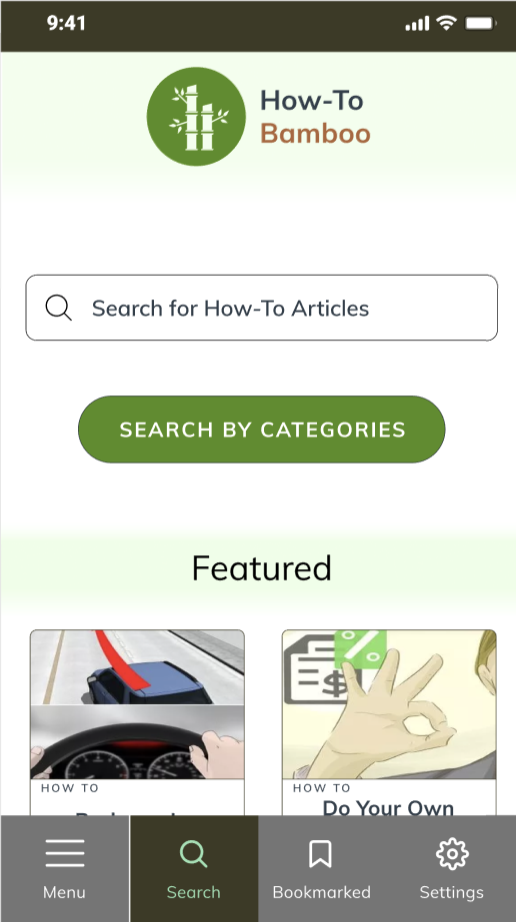 9:41
How-To
Bamboo
Search for How-To Articles
SEARCH BY CATEGORIES
Featured
%
$
HOW TO
HOW TO
Do Your Own
Menu
Search
Bookmarked
Settings